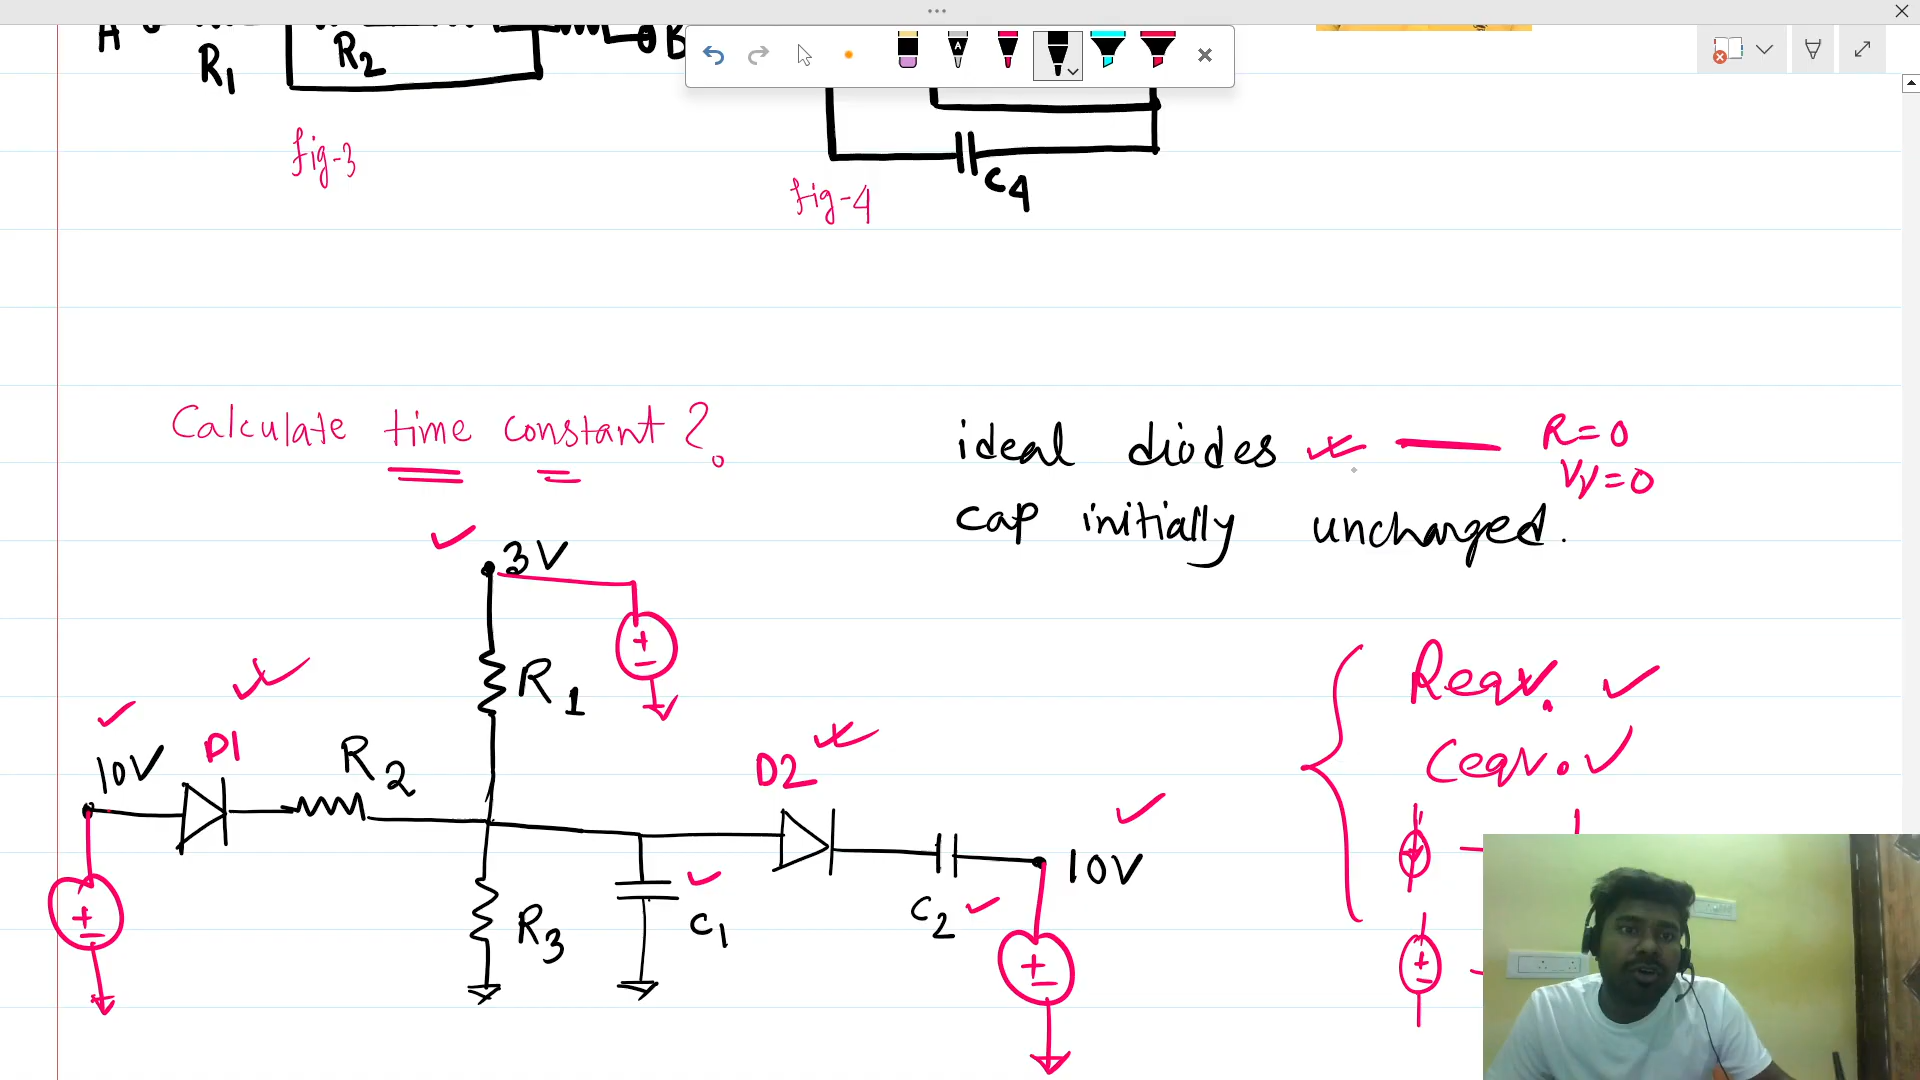 A
B
R1
R2
fig-3
C4
fig-4
Calculate time constant ?
ideal diodes
R=0
Vγ=0
cap initially uncharged.
3V
R1
10V
D1
R2
D2
10V
R3
C1
C2
Reqv.
Ceqv.